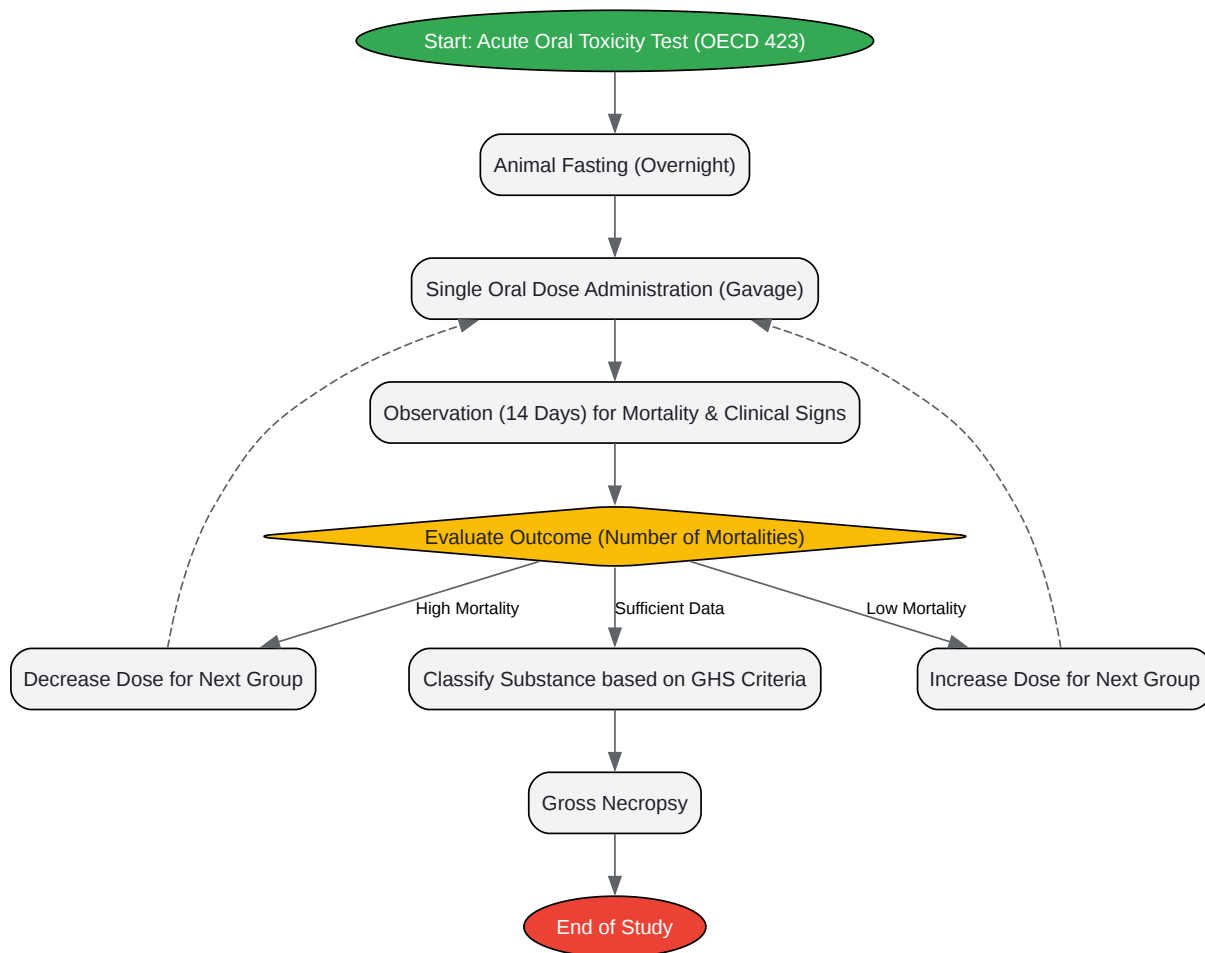 Start: Acute Oral Toxicity Test (OECD 423)
Animal Fasting (Overnight)
Single Oral Dose Administration (Gavage)
Observation (14 Days) for Mortality & Clinical Signs
Evaluate Outcome (Number of Mortalities)
High Mortality
Sufficient Data
Low Mortality
Decrease Dose for Next Group
Classify Substance based on GHS Criteria
Increase Dose for Next Group
Gross Necropsy
End of Study